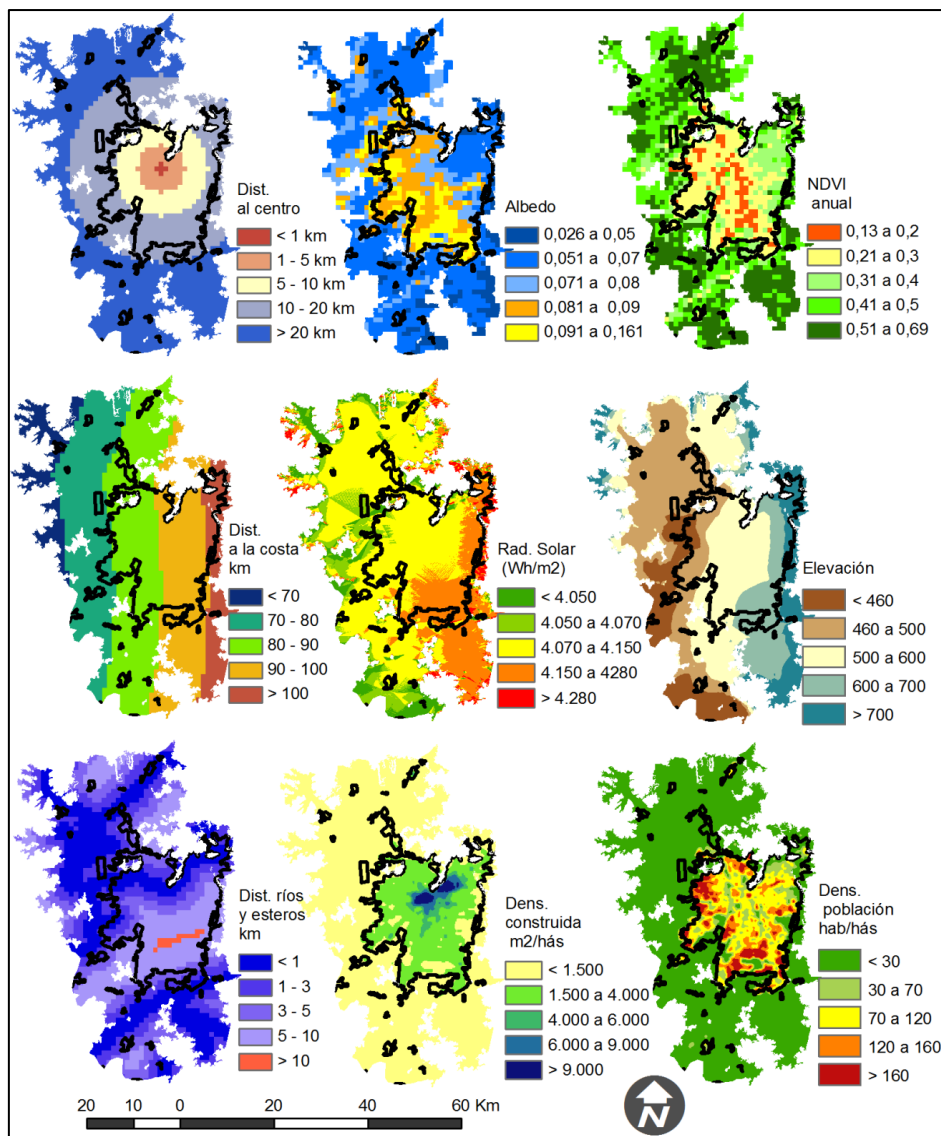 Dist.
al centro
< 1 km
1 - 5 km
5 - 10 km
10 - 20 km
> 20 km
Albedo
0,026 a 0,05
0,051 a 0,07
0,071 a 0,08
0,081 a 0,09
0,091 a 0,161
NDVI
anual
0,13 a 0,2
0,21 a 0,3
0,31 a 0,4
0,41 a 0,5
0,51 a 0,69
Dist.
a la costa
km
< 70
70 - 80
80 - 90
90 - 100
> 100
Rad. Solar
(Wh/m2)
< 4.050
4.050 a 4.070
4.070 a 4.150
4.150 a 4280
> 4.280
Elevación
< 460
460 a 500
500 a 600
600 a 700
> 700
Dist. ríos
y esteros
km
< 1
1 - 3
3 - 5
5 - 10
> 10
Dens.
construida
m2/hás
< 1.500
1.500 a 4.000
4.000 a 6.000
6.000 a 9.000
> 9.000
Dens.
población
hab/hás
< 30
30 a 70
70 a 120
120 a 160
> 160
20 10 0 20 40 60 Km
N